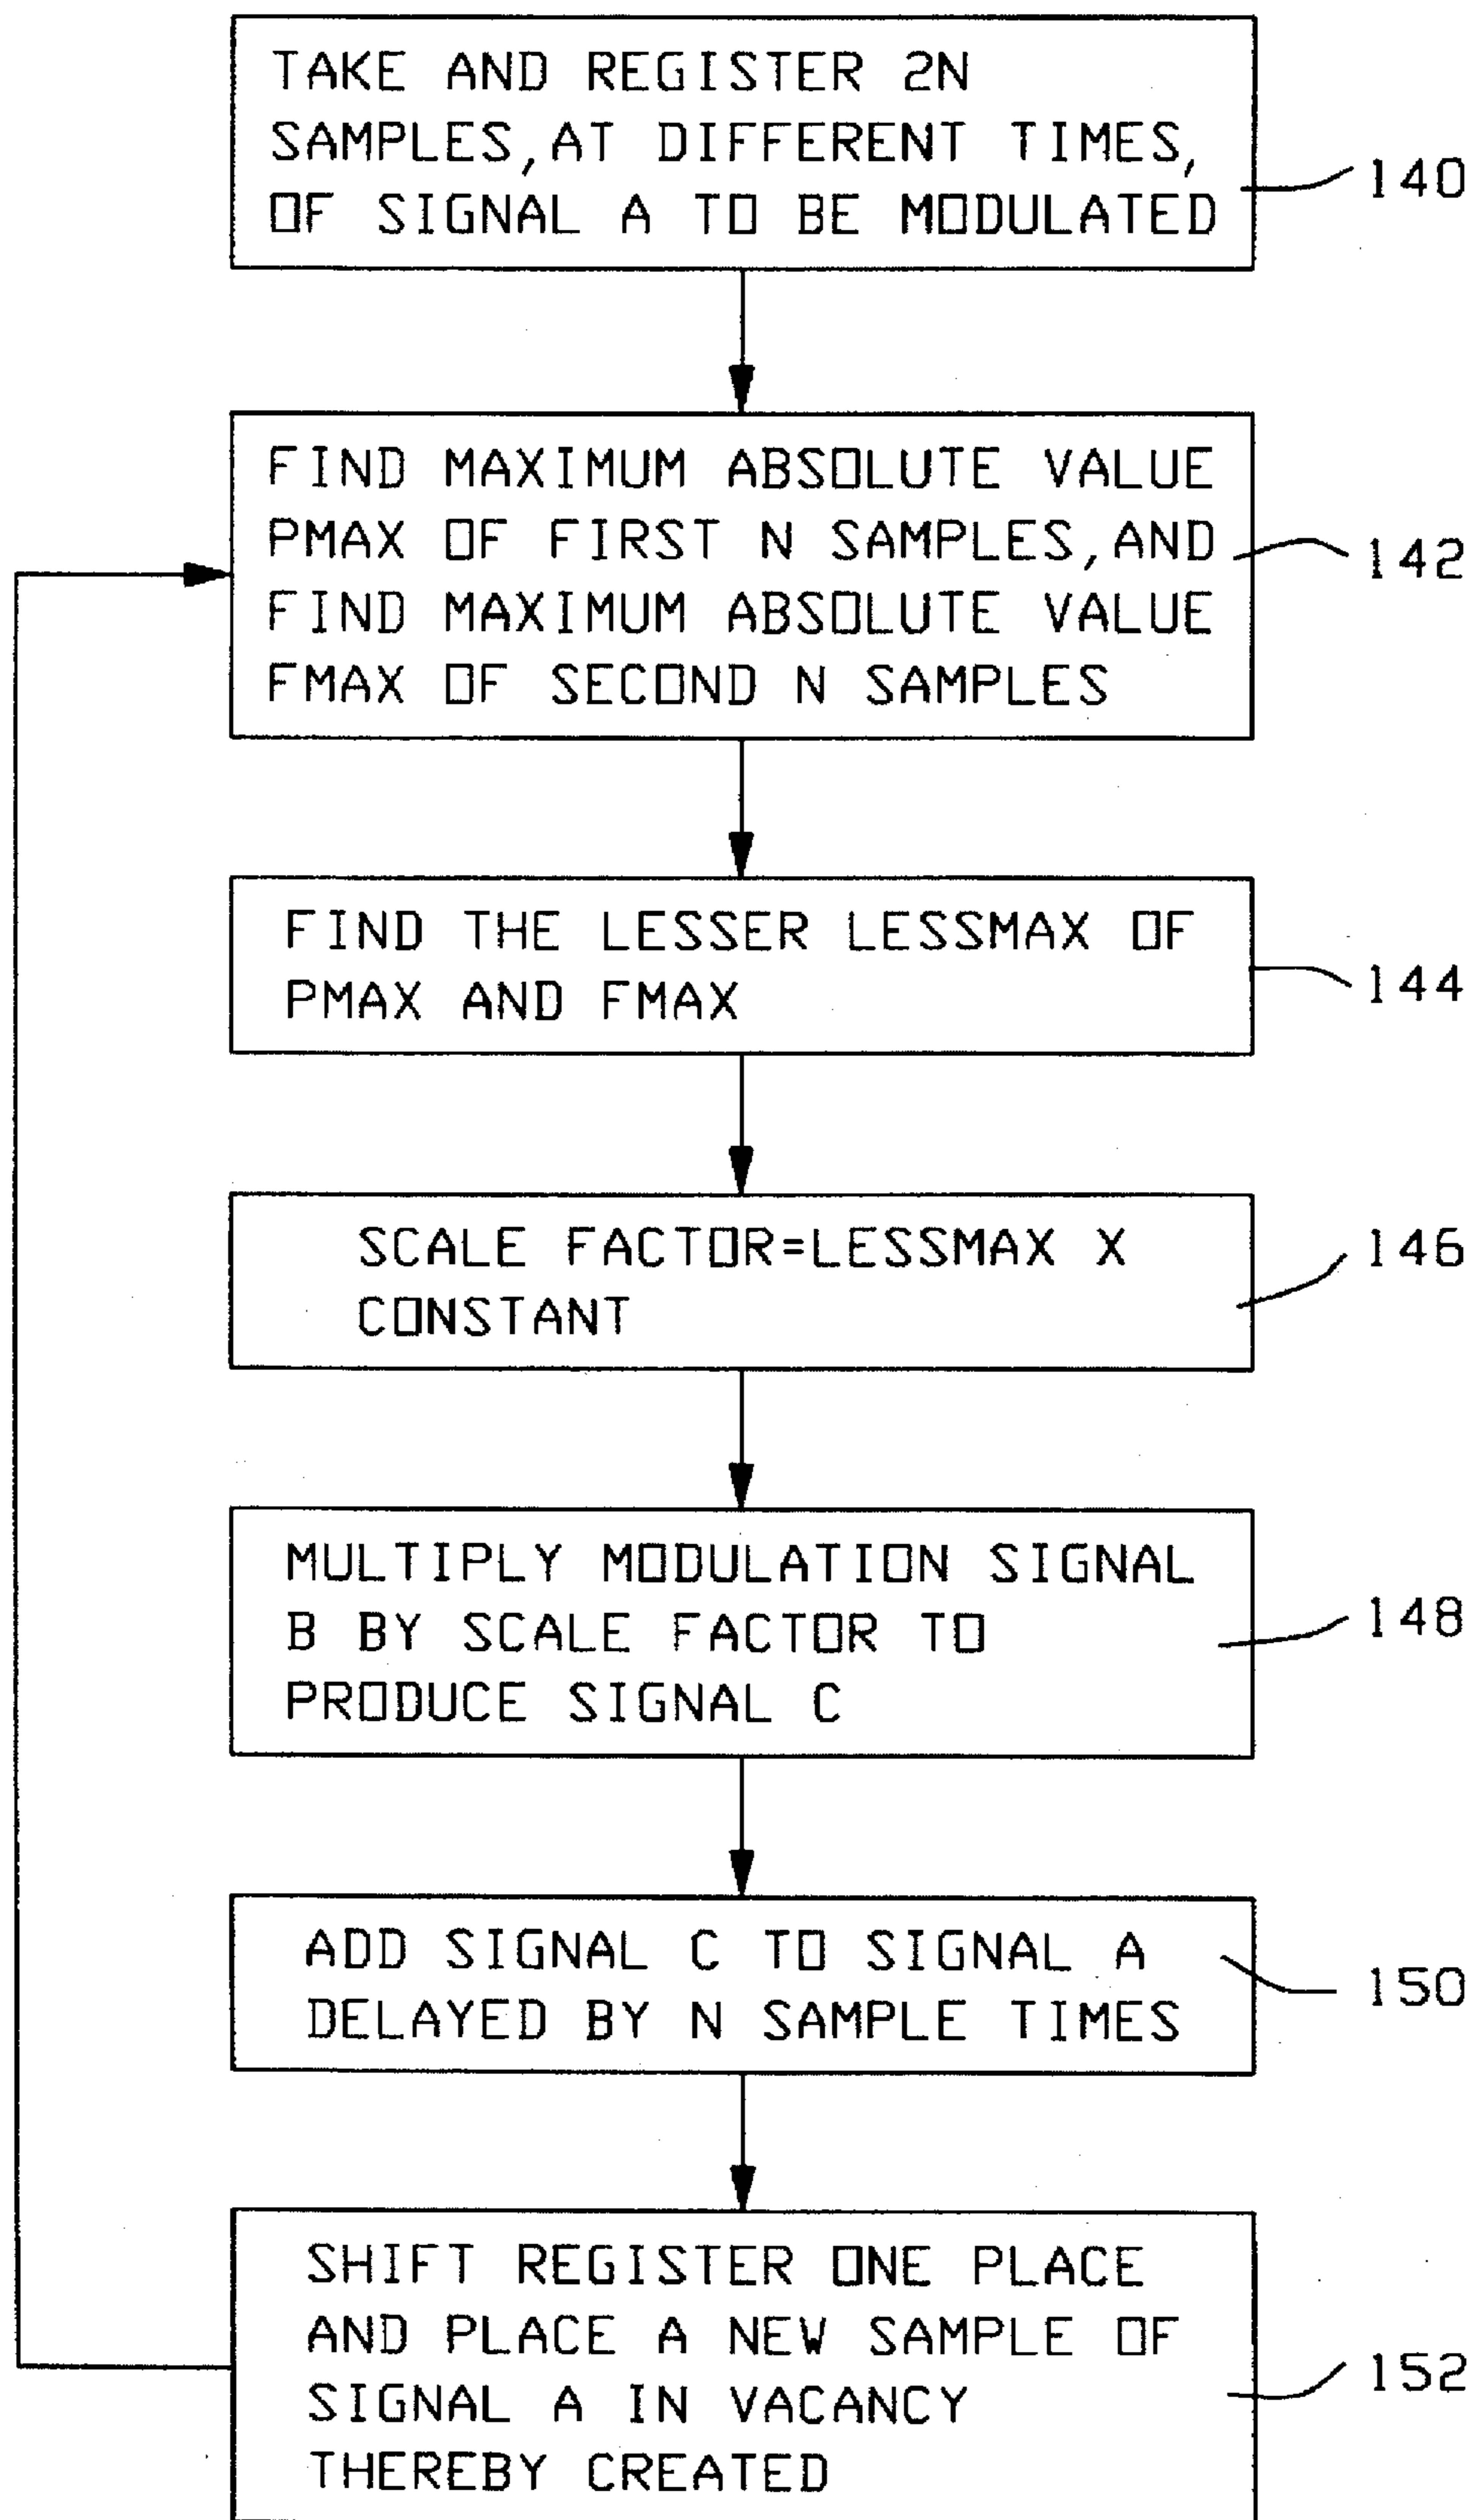 TAKE AND REGISTER 2N
SAMPLES, AT DIFFERENT TIMES,
OF SIGNAL A TO BE MODULATED
140
FIND MAXIMUM ABSOLUTE VALUE
PMAX OF FIRST N SAMPLES, AND
FIND MAXIMUM ABSOLUTE VALUE
FMAX OF SECOND N SAMPLES
142
FIND THE LESSER LESSMAX OF
PMAX AND FMAX
144
SCALE FACTOR=LESSMAX X
CONSTANT
146
MULTIPLY MODULATION SIGNAL
B BY SCALE FACTOR TO
PRODUCE SIGNAL C
148
ADD SIGNAL C TO SIGNAL A
DELAYED BY N SAMPLE TIMES
150
SHIFT REGISTER ONE PLACE
AND PLACE A NEW SAMPLE OF
SIGNAL A IN VACANCY
THEREBY CREATED
152